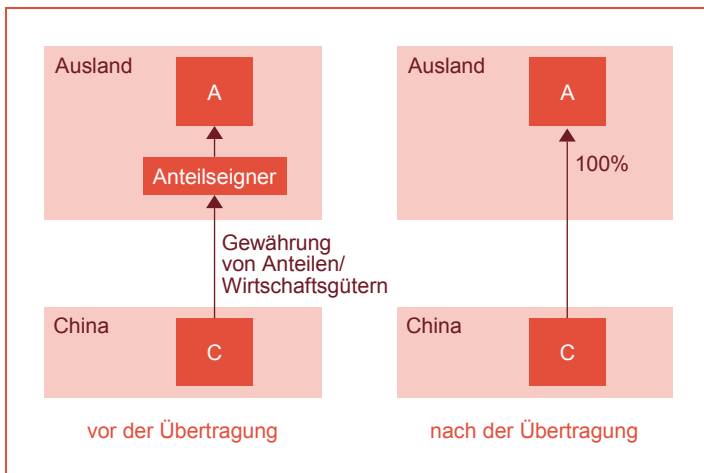 Ausland
A
Anteilseigner
Gewährung
von Anteilen/
Wirtschaftsgütern
China
C
vor der Übertragung
Ausland
A
100%
China
C
nach der Übertragung